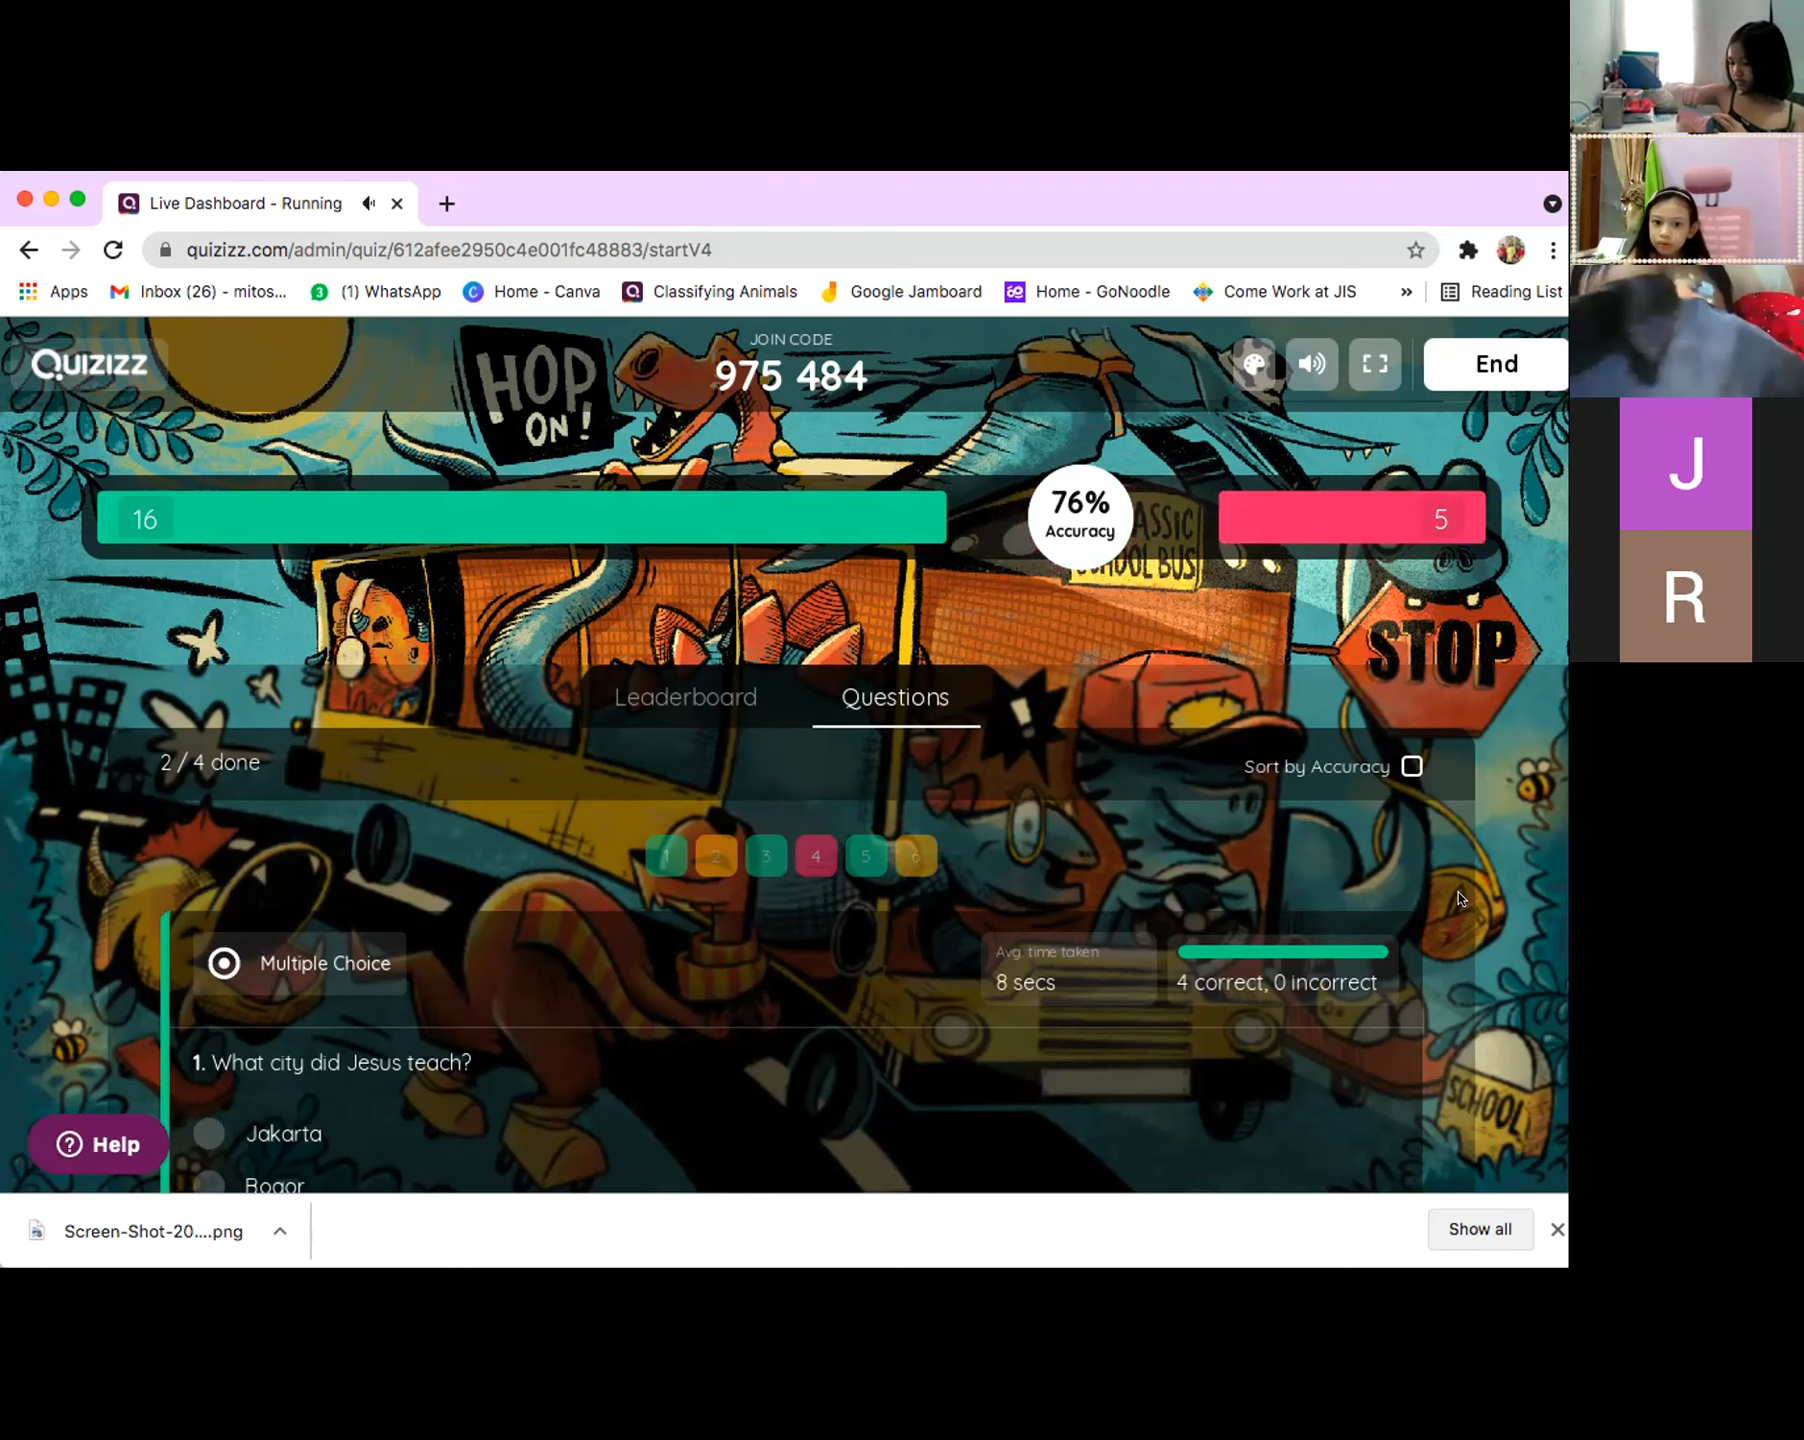 Live Dashboard - Running
quizizz.com/admin/quiz/612afee2950c4e001fc48883/startV4
Apps
Inbox (26) - mitos...
3
(1) WhatsApp
Home - Canva
Classifying Animals
Google Jamboard
Home - GoNoodle
Come Work at JIS
»
Reading List
Quizizz
HOP
ON!
JOIN CODE
975 484
End
16
76%
Accuracy
5
ASSIC
SCHOOL BUS
STOP
Leaderboard
Questions
!
2 / 4 done
Sort by Accuracy
1
2
3
4
5
6
Multiple Choice
Avg. time taken
8 secs
4 correct, 0 incorrect
1. What city did Jesus teach?
Jakarta
Bogor
SCHOOL
Help
Screen-Shot-20....png
Show all
J
R